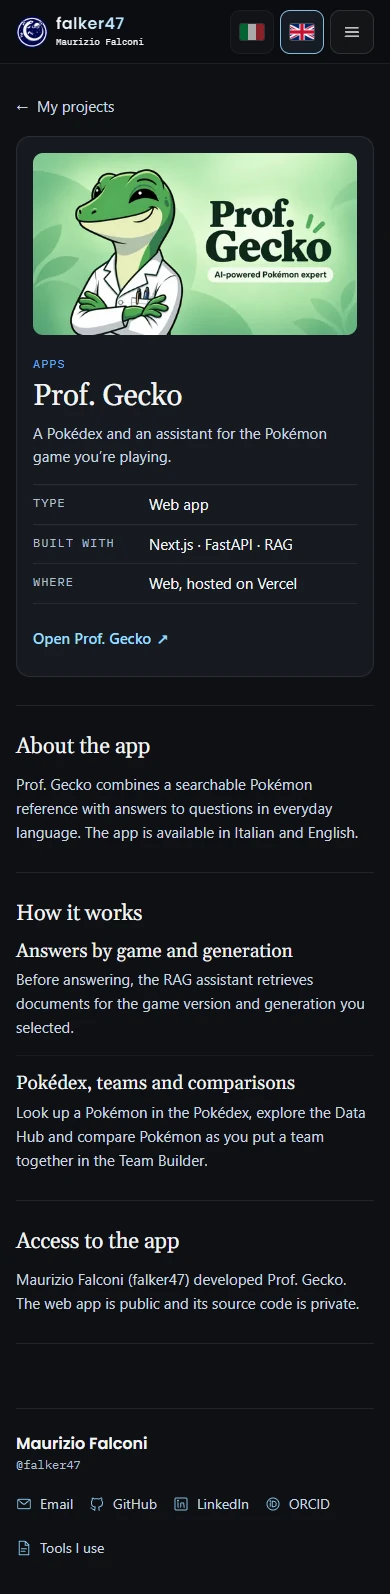 falker47
Maurizio Falconi
← My projects
Prof.
Gecko
AI-powered Pokémon expert
APPS
Prof. Gecko
A Pokédex and an assistant for the Pokémon
game you’re playing.
TYPE Web app
BUILT WITH Next.js · FastAPI · RAG
WHERE Web, hosted on Vercel
Open Prof. Gecko ↗
About the app
Prof. Gecko combines a searchable Pokémon
reference with answers to questions in everyday
language. The app is available in Italian and English.
How it works
Answers by game and generation
Before answering, the RAG assistant retrieves
documents for the game version and generation you
selected.
Pokédex, teams and comparisons
Look up a Pokémon in the Pokédex, explore the Data
Hub and compare Pokémon as you put a team
together in the Team Builder.
Access to the app
Maurizio Falconi (falker47) developed Prof. Gecko.
The web app is public and its source code is private.
Maurizio Falconi
@falker47
Email GitHub LinkedIn ORCID
Tools I use